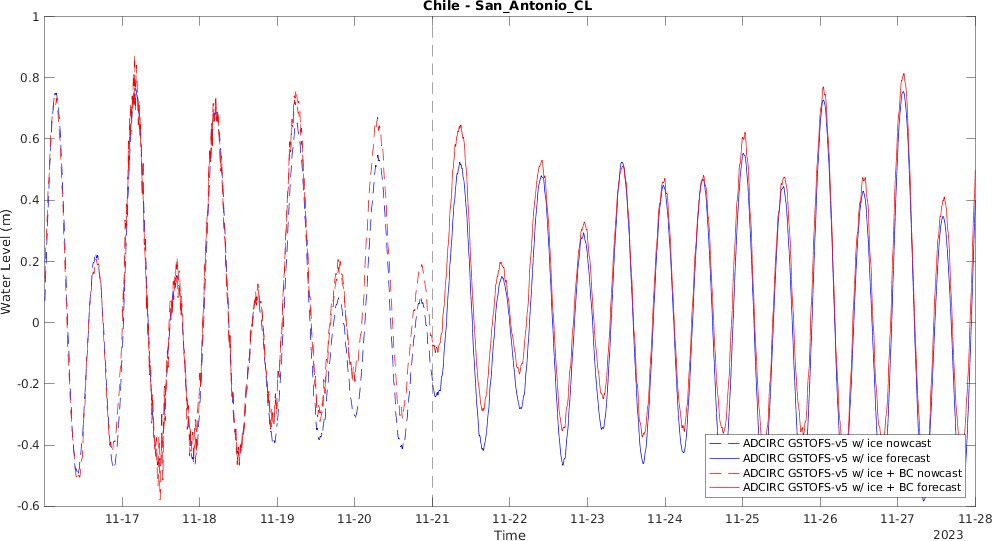 Chile - San_Antonio_CL
1
0.8
0.6
0.4
0.2
0
-0.2
-0.4
-0.6
Water Level (m)
ADCIRC GSTOFS-v5 w/ ice nowcast
ADCIRC GSTOFS-v5 w/ ice forecast
ADCIRC GSTOFS-v5 w/ ice + BC nowcast
ADCIRC GSTOFS-v5 w/ ice + BC forecast
11-17 11-18 11-19 11-20 11-21 11-22 11-23 11-24 11-25 11-26 11-27 11-28
Time
2023